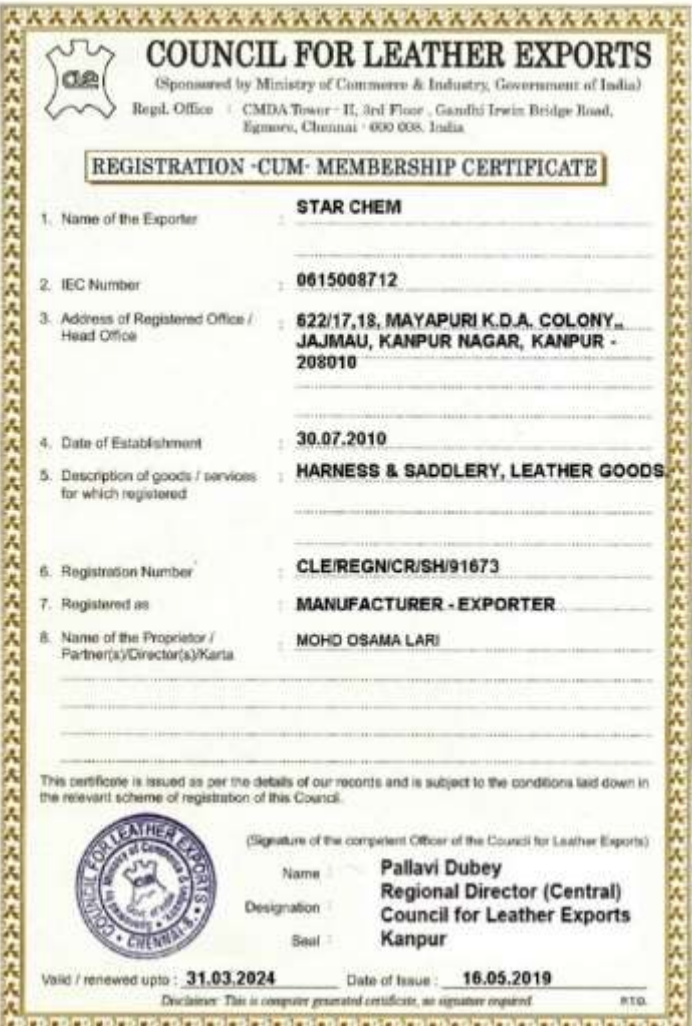 COUNCIL FOR LEATHER EXPORTS
(Sponsored by Ministry of Commerce & Industry, Government of India)
Regd. Office : CMDA Tower - II, 3rd Floor , Gandhi Irwin Bridge Road,
Egmore, Chennai - 600 008. India
REGISTRATION -CUM- MEMBERSHIP CERTIFICATE
1. Name of the Exporter : STAR CHEM
2. IEC Number : 0615008712
3. Address of Registered Office / : 622/17,18, MAYAPURI K.D.A. COLONY,,
Head Office JAJMAU, KANPUR NAGAR, KANPUR -
208010
4. Date of Establishment : 30.07.2010
5. Description of goods / services : HARNESS & SADDLERY, LEATHER GOODS.
for which registered
6. Registration Number : CLE/REGN/CR/SH/91673
7. Registered as : MANUFACTURER - EXPORTER
8. Name of the Proprietor / : MOHD OSAMA LARI
Partner(s)/Director(s)/Karta
This certificate is issued as per the details of our records and is subject to the conditions laid down in
the relevant scheme of registration of this Council.
COUNCIL FOR LEATHER EXPORTS
CHENNAI-8.
(Signature of the competent Officer of the Council for Leather Exports)
Name : Pallavi Dubey
Regional Director (Central)
Designation : Council for Leather Exports
Seal : Kanpur
Valid / renewed upto : 31.03.2024 Date of Issue : 16.05.2019
Disclaimer: This is computer generated certificate, no signature required.
P.T.O.